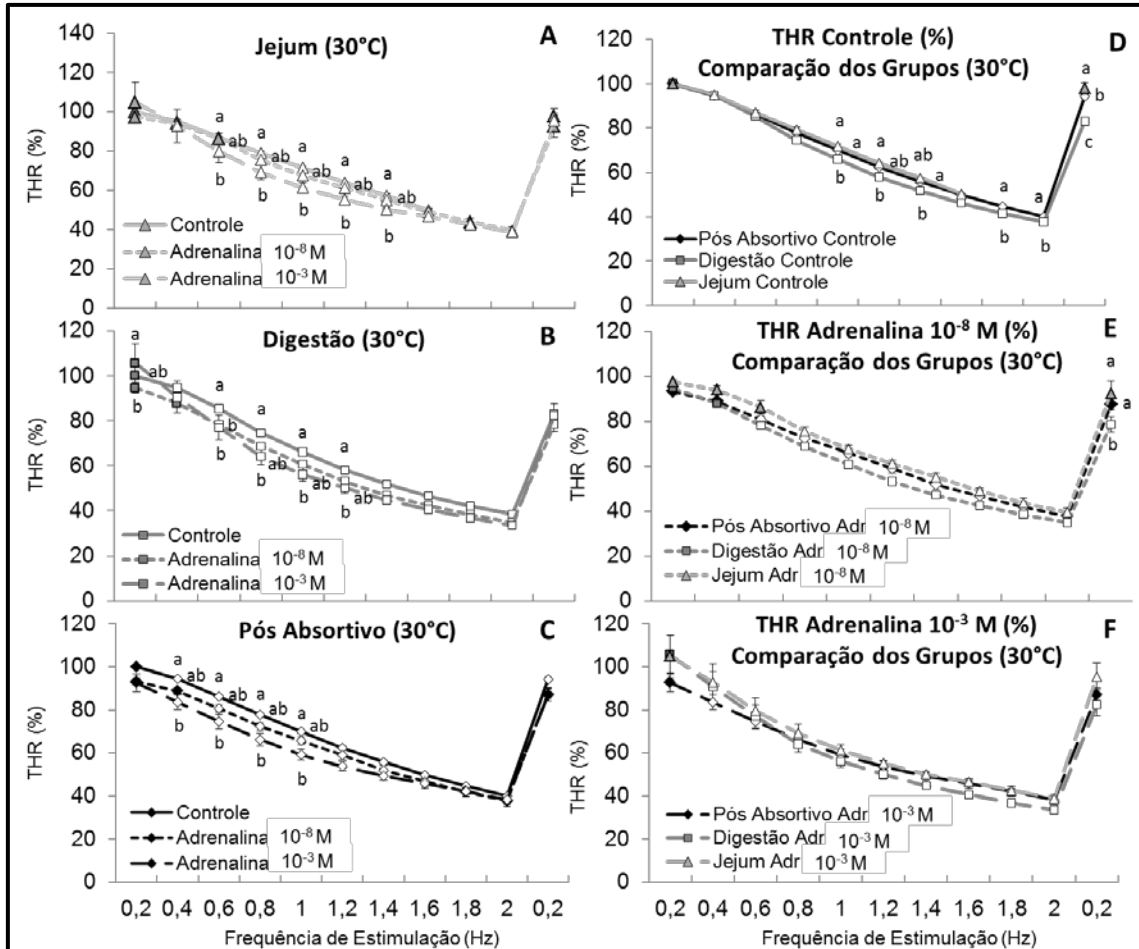 A
Jejum (30°C)
THR (%)
140
120
100
80
60
40
20
0
a a a a a
ab ab ab ab ab
b b b b b
Controle
Adrenalina 10-8 M
Adrenalina 10-3 M
B
Digestão (30°C)
THR (%)
120
100
80
60
40
20
0
a a a a a
ab b ab ab ab
b b b b b
Controle
Adrenalina 10-8 M
Adrenalina 10-3 M
C
Pós Absortivo (30°C)
THR (%)
120
100
80
60
40
20
0
a a a a
ab ab ab ab
b b b b
Controle
Adrenalina 10-8 M
Adrenalina 10-3 M
0,2 0,4 0,6 0,8 1 1,2 1,4 1,6 1,8 2 0,2
Frequência de Estimulação (Hz)
D
THR Controle (%)
Comparação dos Grupos (30°C)
THR (%)
120
100
80
60
40
20
0
a a ab a a a
a ab a b
b b b b b c
Pós Absortivo Controle
Digestão Controle
Jejum Controle
E
THR Adrenalina 10-8 M (%)
Comparação dos Grupos (30°C)
THR (%)
120
100
80
60
40
20
0
a
a
b
Pós Absortivo Adr 10-8 M
Digestão Adr 10-8 M
Jejum Adr 10-8 M
F
THR Adrenalina 10-3 M (%)
Comparação dos Grupos (30°C)
THR (%)
120
100
80
60
40
20
0
Pós Absortivo Adr 10-3 M
Digestão Adr 10-3 M
Jejum Adr 10-3 M
0,2 0,4 0,6 0,8 1 1,2 1,4 1,6 1,8 2 0,2
Frequência de Estimulação (Hz)